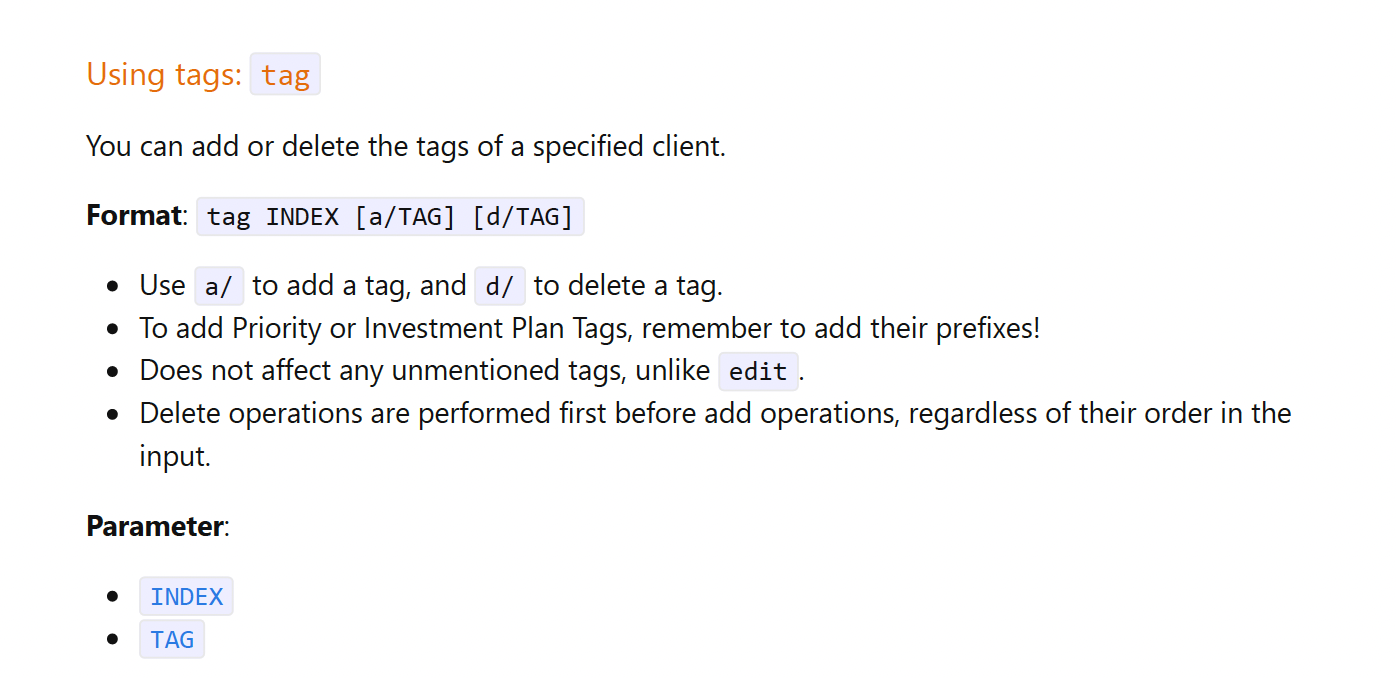 Using tags: tag
You can add or delete the tags of a specified client.
Format: tag INDEX [a/TAG] [d/TAG]
Use a/ to add a tag, and d/ to delete a tag.
To add Priority or Investment Plan Tags, remember to add their prefixes!
Does not affect any unmentioned tags, unlike edit.
Delete operations are performed first before add operations, regardless of their order in the
input.
Parameter:
INDEX
TAG